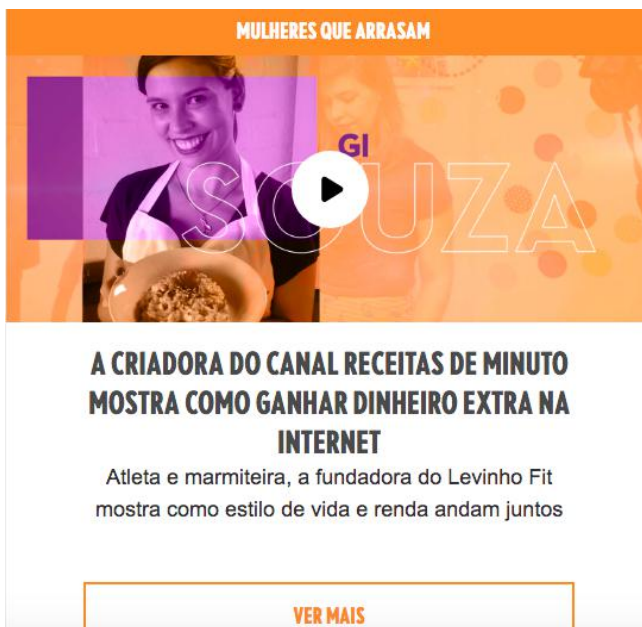 MULHERES QUE ARRASAM
GI
SOUZA
A CRIADORA DO CANAL RECEITAS DE MINUTO
MOSTRA COMO GANHAR DINHEIRO EXTRA NA
INTERNET
Atleta e marmiteira, a fundadora do Levinho Fit
mostra como estilo de vida e renda andam juntos
VER MAIS